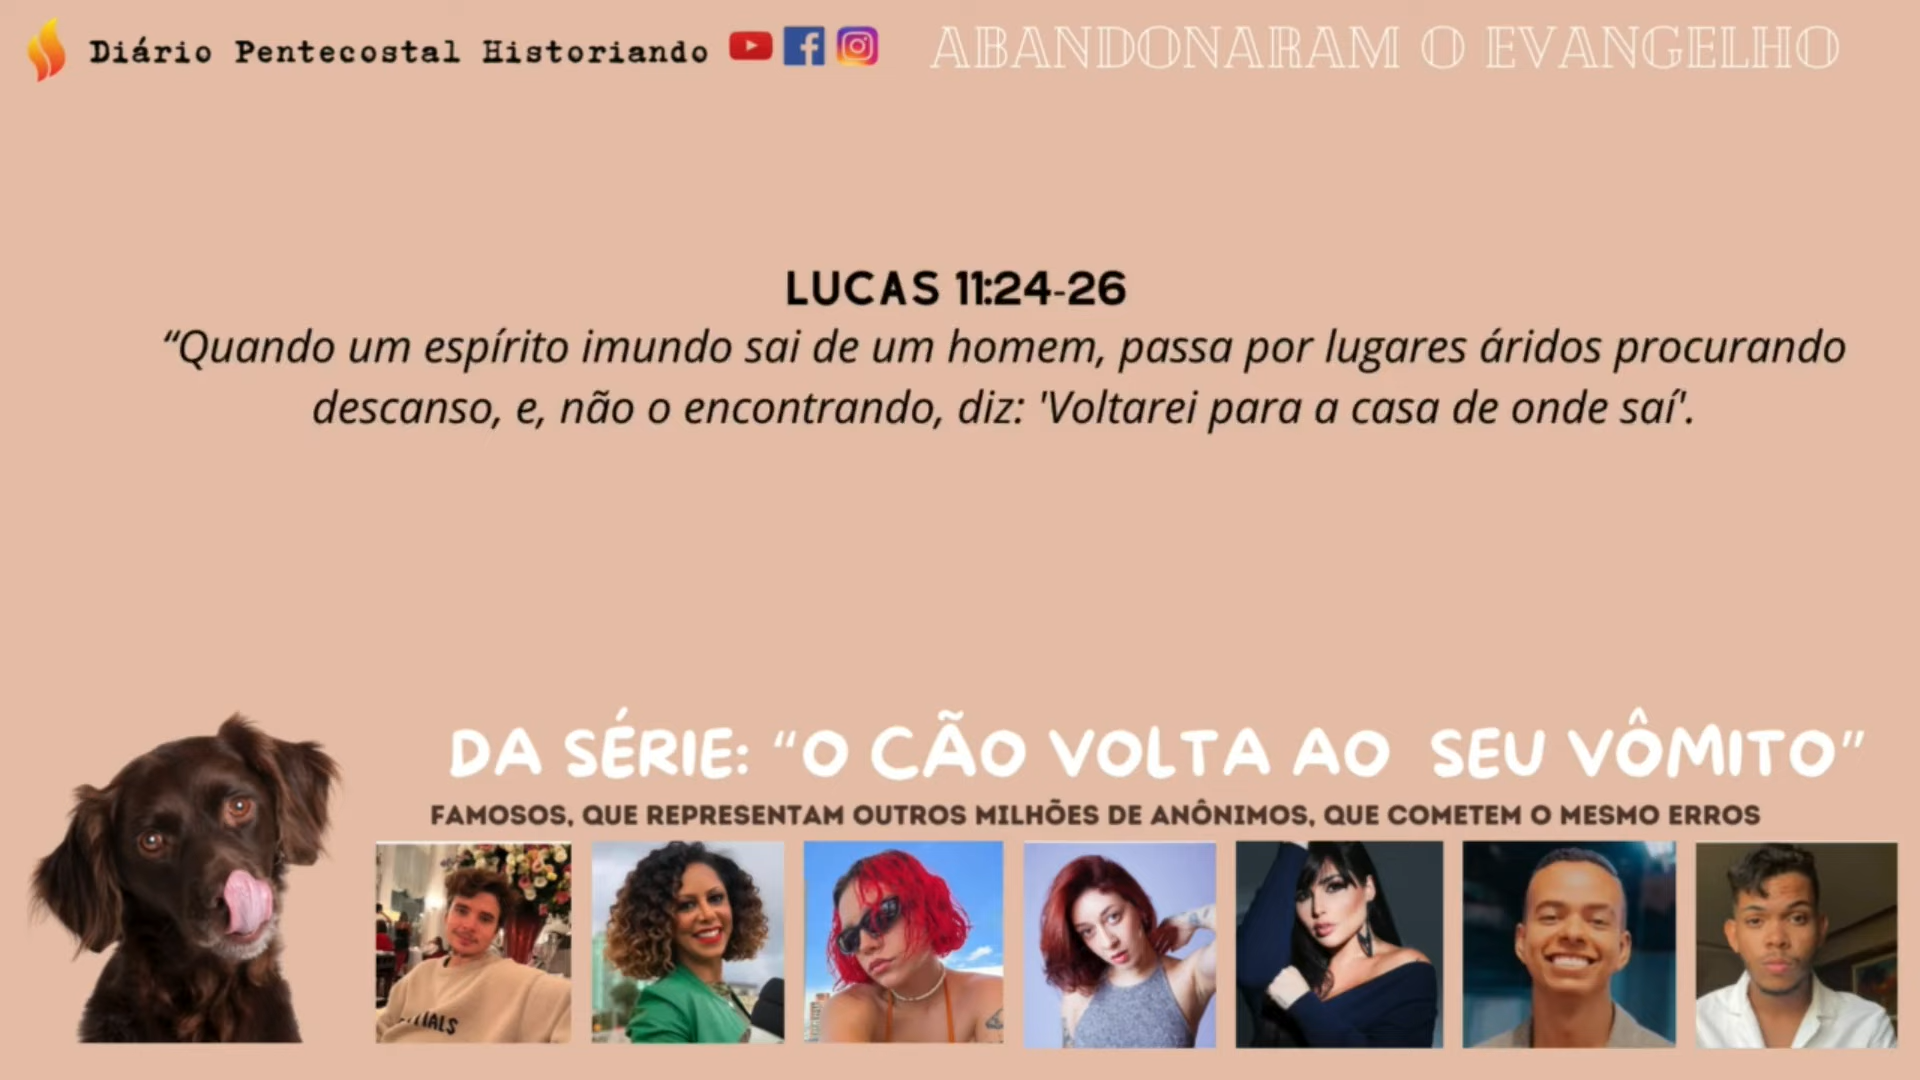 Diário Pentecostal Historiando
ABANDONARAM O EVANGELHO
LUCAS 11:24-26
“Quando um espírito imundo sai de um homem, passa por lugares áridos procurando
descanso, e, não o encontrando, diz: 'Voltarei para a casa de onde saí'.
DA SÉRIE: “O CÃO VOLTA AO SEU VÔMITO”
FAMOSOS, QUE REPRESENTAM OUTROS MILHÕES DE ANÔNIMOS, QUE COMETEM O MESMO ERROS